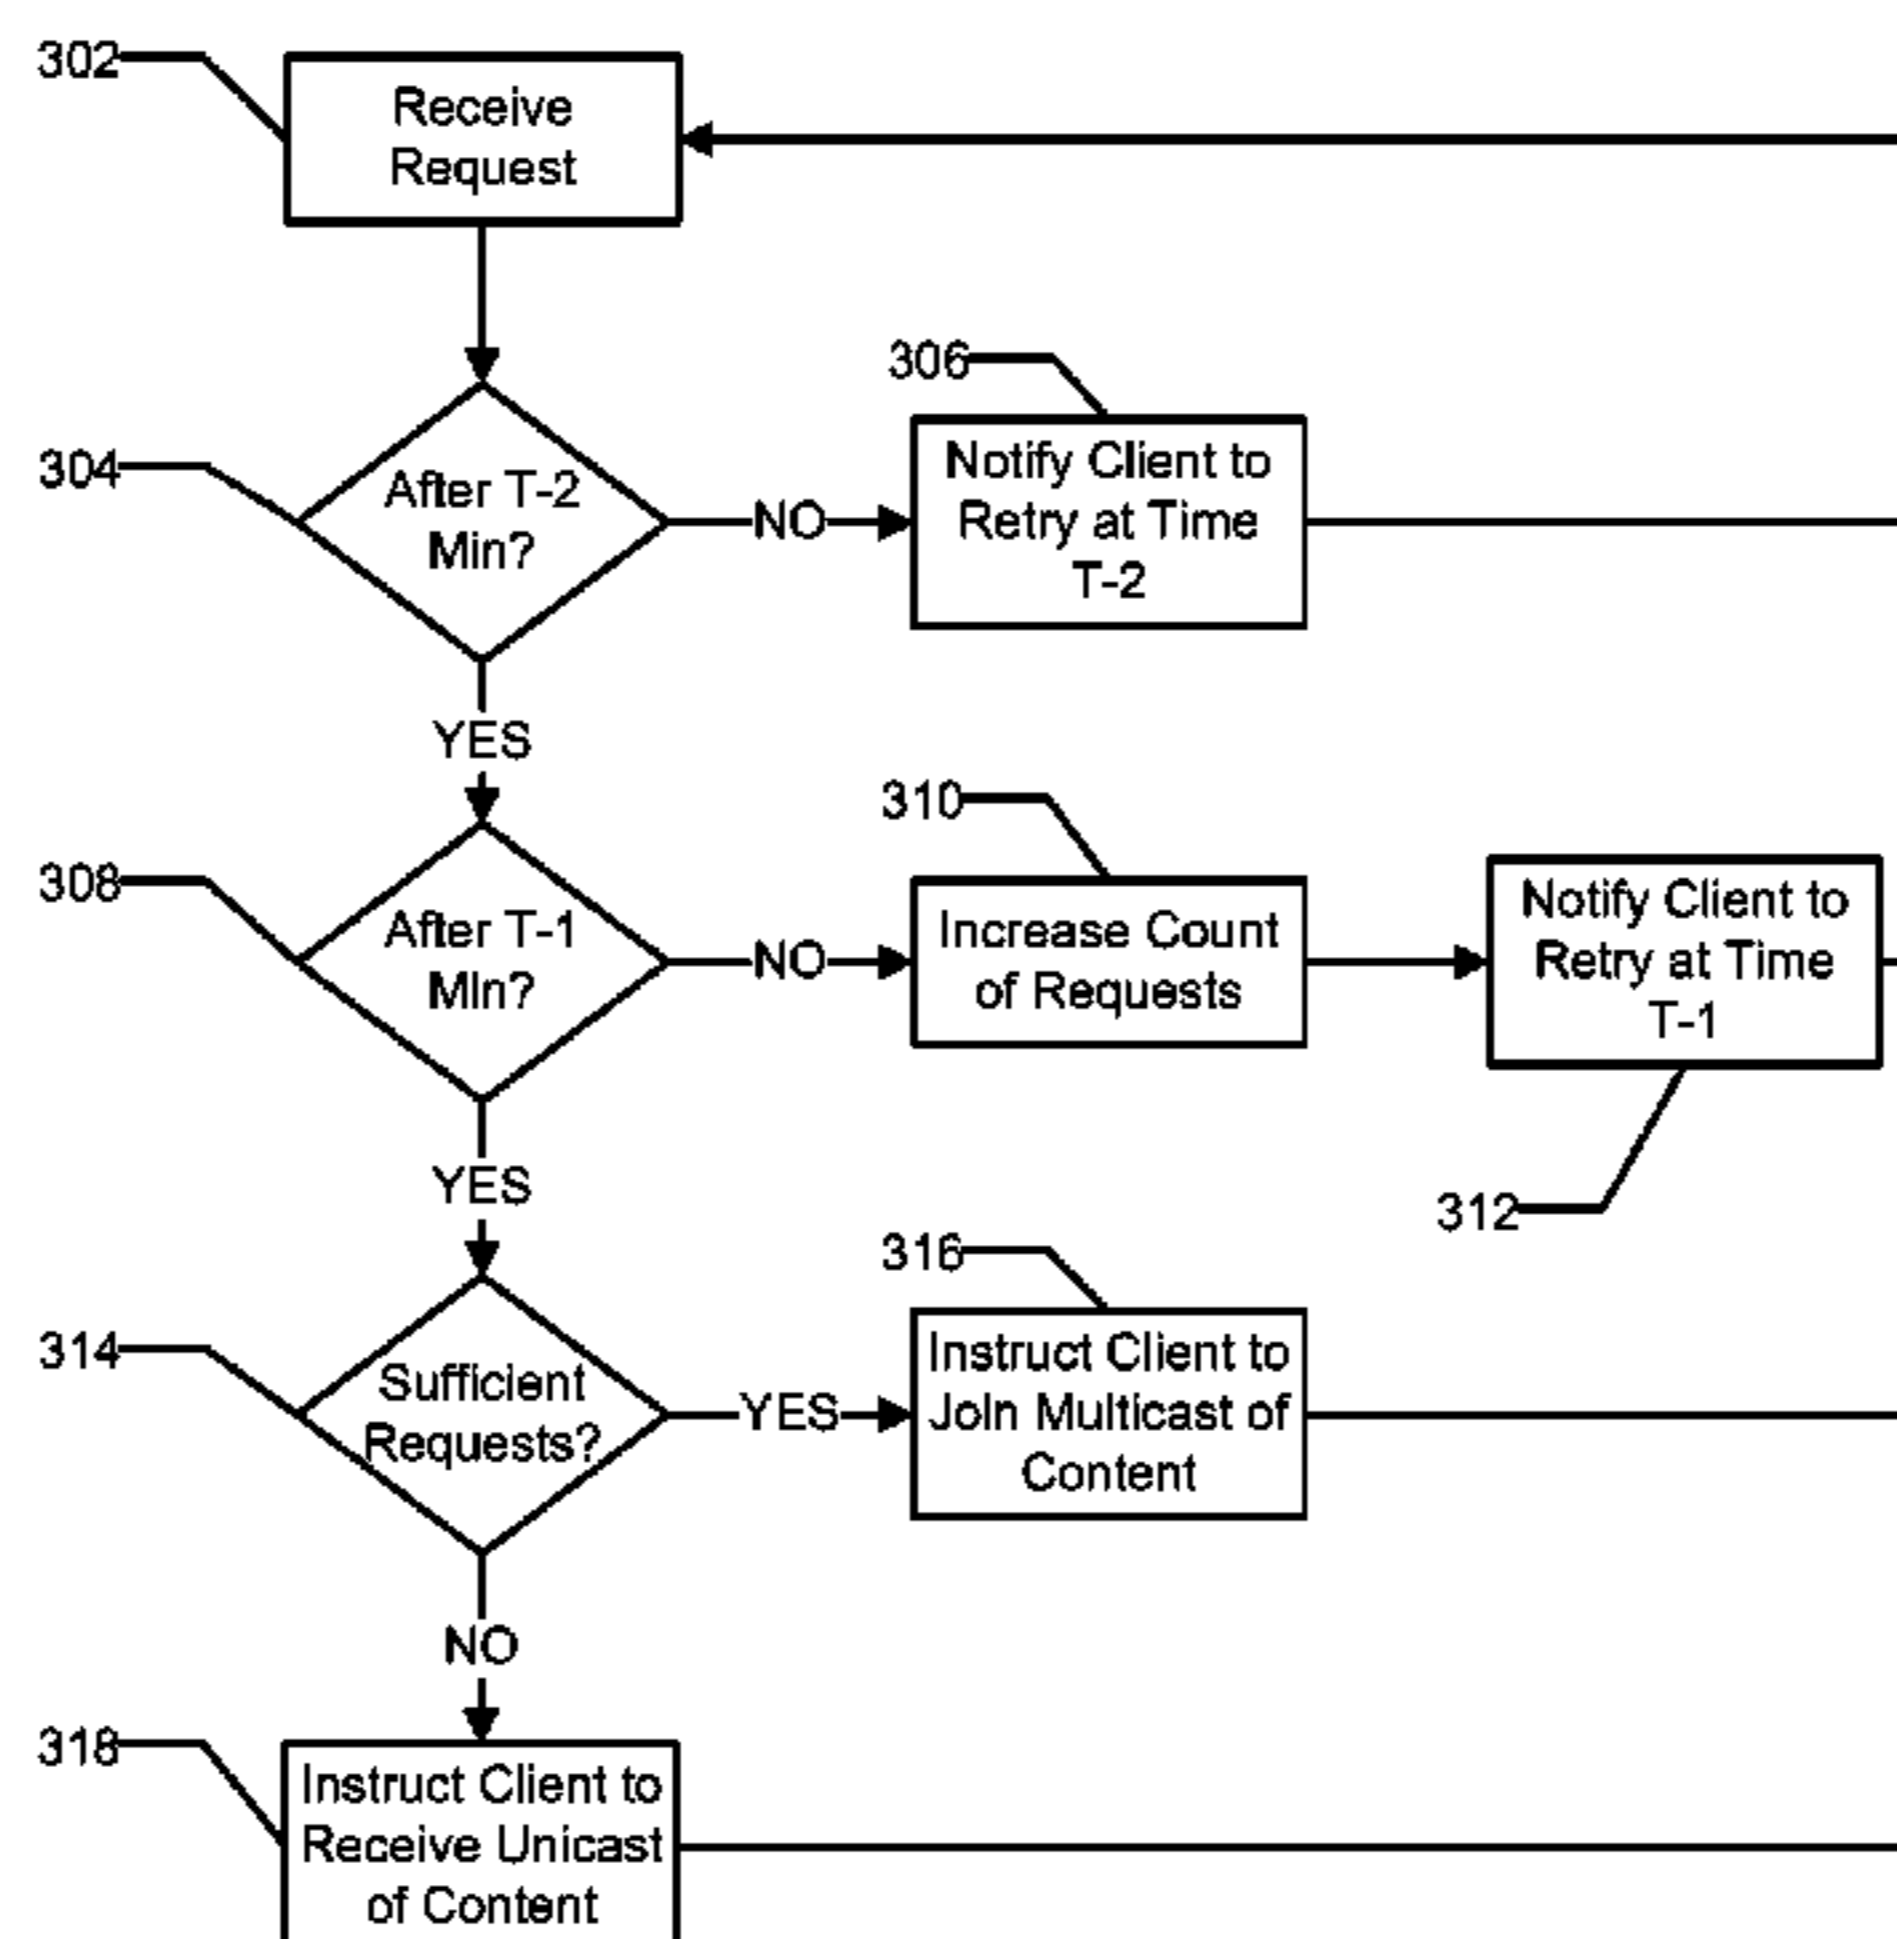 302
Receive
Request
306
304
After T-2
Min?
NO
Notify Client to
Retry at Time
T-2
YES
310
308
After T-1
MIn?
NO
Increase Count
of Requests
Notify Client to
Retry at Time
T-1
YES
312
316
314
Sufficient
Requests?
YES
Instruct Client to
JoIn Multicast of
Content
NO
318
Instruct Client to
Receive Unicast
of Content